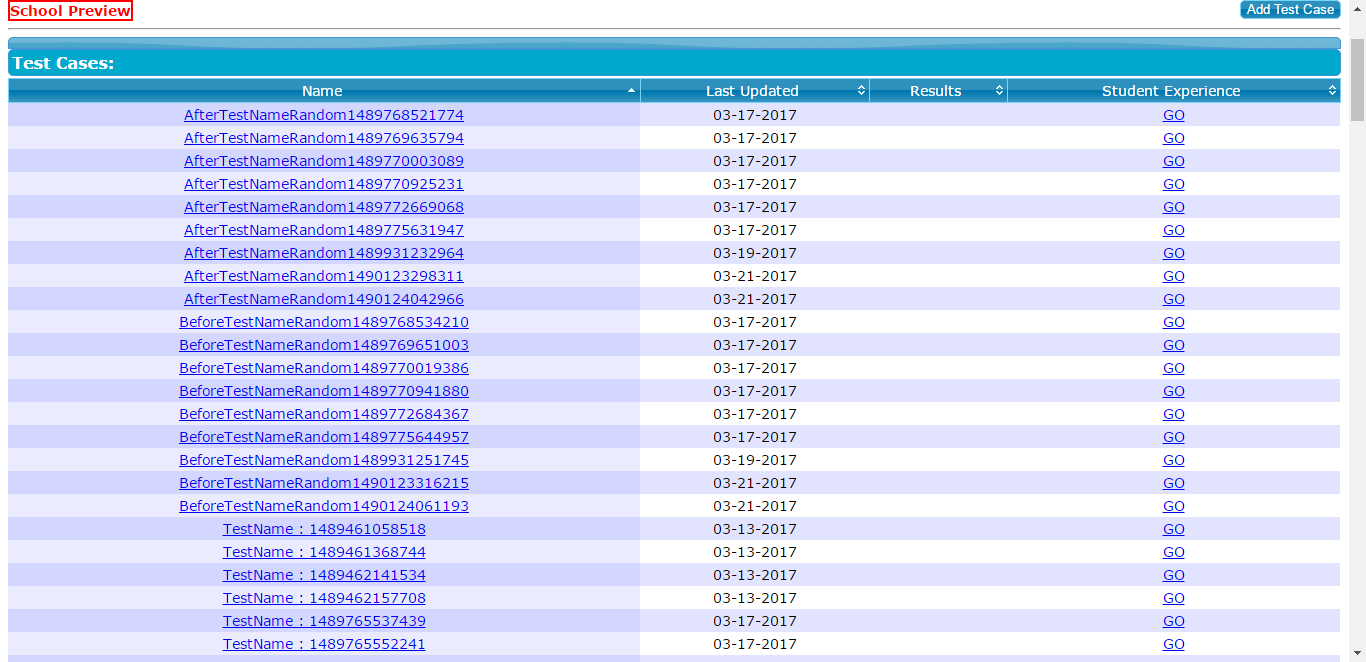 School Preview Add Test Case
Test Cases:
Name Last Updated Results Student Experience
AfterTestNameRandom1489768521774 03-17-2017 GO
AfterTestNameRandom1489769635794 03-17-2017 GO
AfterTestNameRandom1489770003089 03-17-2017 GO
AfterTestNameRandom1489770925231 03-17-2017 GO
AfterTestNameRandom1489772669068 03-17-2017 GO
AfterTestNameRandom1489775631947 03-17-2017 GO
AfterTestNameRandom1489931232964 03-19-2017 GO
AfterTestNameRandom1490123298311 03-21-2017 GO
AfterTestNameRandom1490124042966 03-21-2017 GO
BeforeTestNameRandom1489768534210 03-17-2017 GO
BeforeTestNameRandom1489769651003 03-17-2017 GO
BeforeTestNameRandom1489770019386 03-17-2017 GO
BeforeTestNameRandom1489770941880 03-17-2017 GO
BeforeTestNameRandom1489772684367 03-17-2017 GO
BeforeTestNameRandom1489775644957 03-17-2017 GO
BeforeTestNameRandom1489931251745 03-19-2017 GO
BeforeTestNameRandom1490123316215 03-21-2017 GO
BeforeTestNameRandom1490124061193 03-21-2017 GO
TestName : 1489461058518 03-13-2017 GO
TestName : 1489461368744 03-13-2017 GO
TestName : 1489462141534 03-13-2017 GO
TestName : 1489462157708 03-13-2017 GO
TestName : 1489765537439 03-17-2017 GO
TestName : 1489765552241 03-17-2017 GO